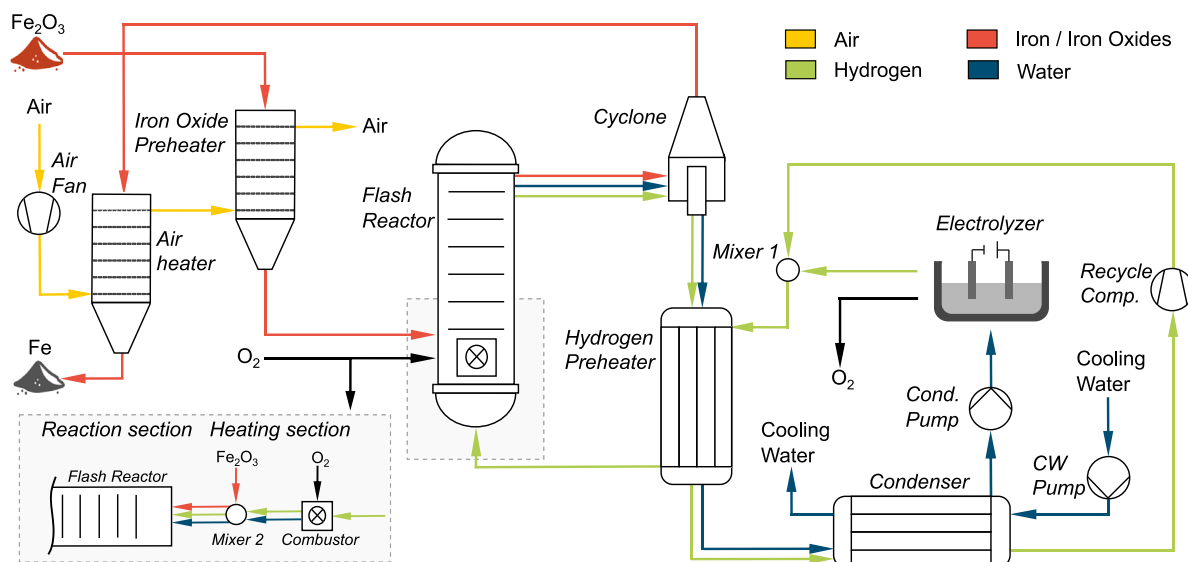 Fe₂O₃
Air
Air
Fan
Iron Oxide
Preheater
Air
Air
heater
Fe
Flash
Reactor
O₂
Cyclone
Air
Hydrogen
Iron / Iron Oxides
Water
Mixer 1
Electrolyzer
Recycle
Comp.
Hydrogen
Preheater
O₂
Cond.
Pump
Cooling
Water
Cooling
Water
CW
Pump
Condenser
Reaction section
Heating section
Fe₂O₃
O₂
Flash Reactor
Mixer 2
Combustor